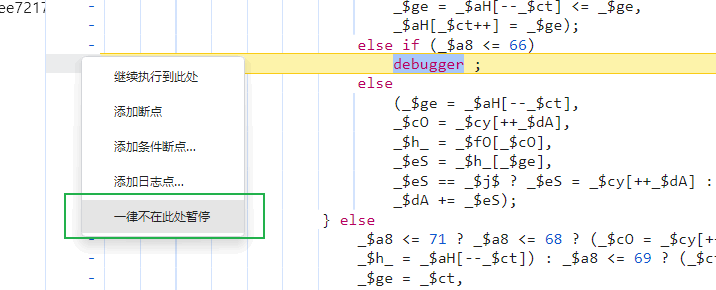 ee7217
_$ge = _$aH[--_$ct] <= _$ge,
_$aH[_$ct++] = _$ge);
else if (_$a8 <= 66)
debugger ;
else
(_$ge = _$aH[--_$ct],
_$cO = _$cy[++_$dA],
_$h_ = _$fO[_$cO],
_$eS = _$h_[_$ge],
_$eS == _$j$ ? _$eS = _$cy[++_$dA] :
_$dA += _$eS);
} else
_$a8 <= 71 ? _$a8 <= 68 ? (_$cO = _$cy[+
_$h_ = _$aH[--_$ct]) : _$a8 <= 69 ? (_$c
_$ge = _$ct,
继续执行到此处
添加断点
添加条件断点...
添加日志点...
一律不在此处暂停